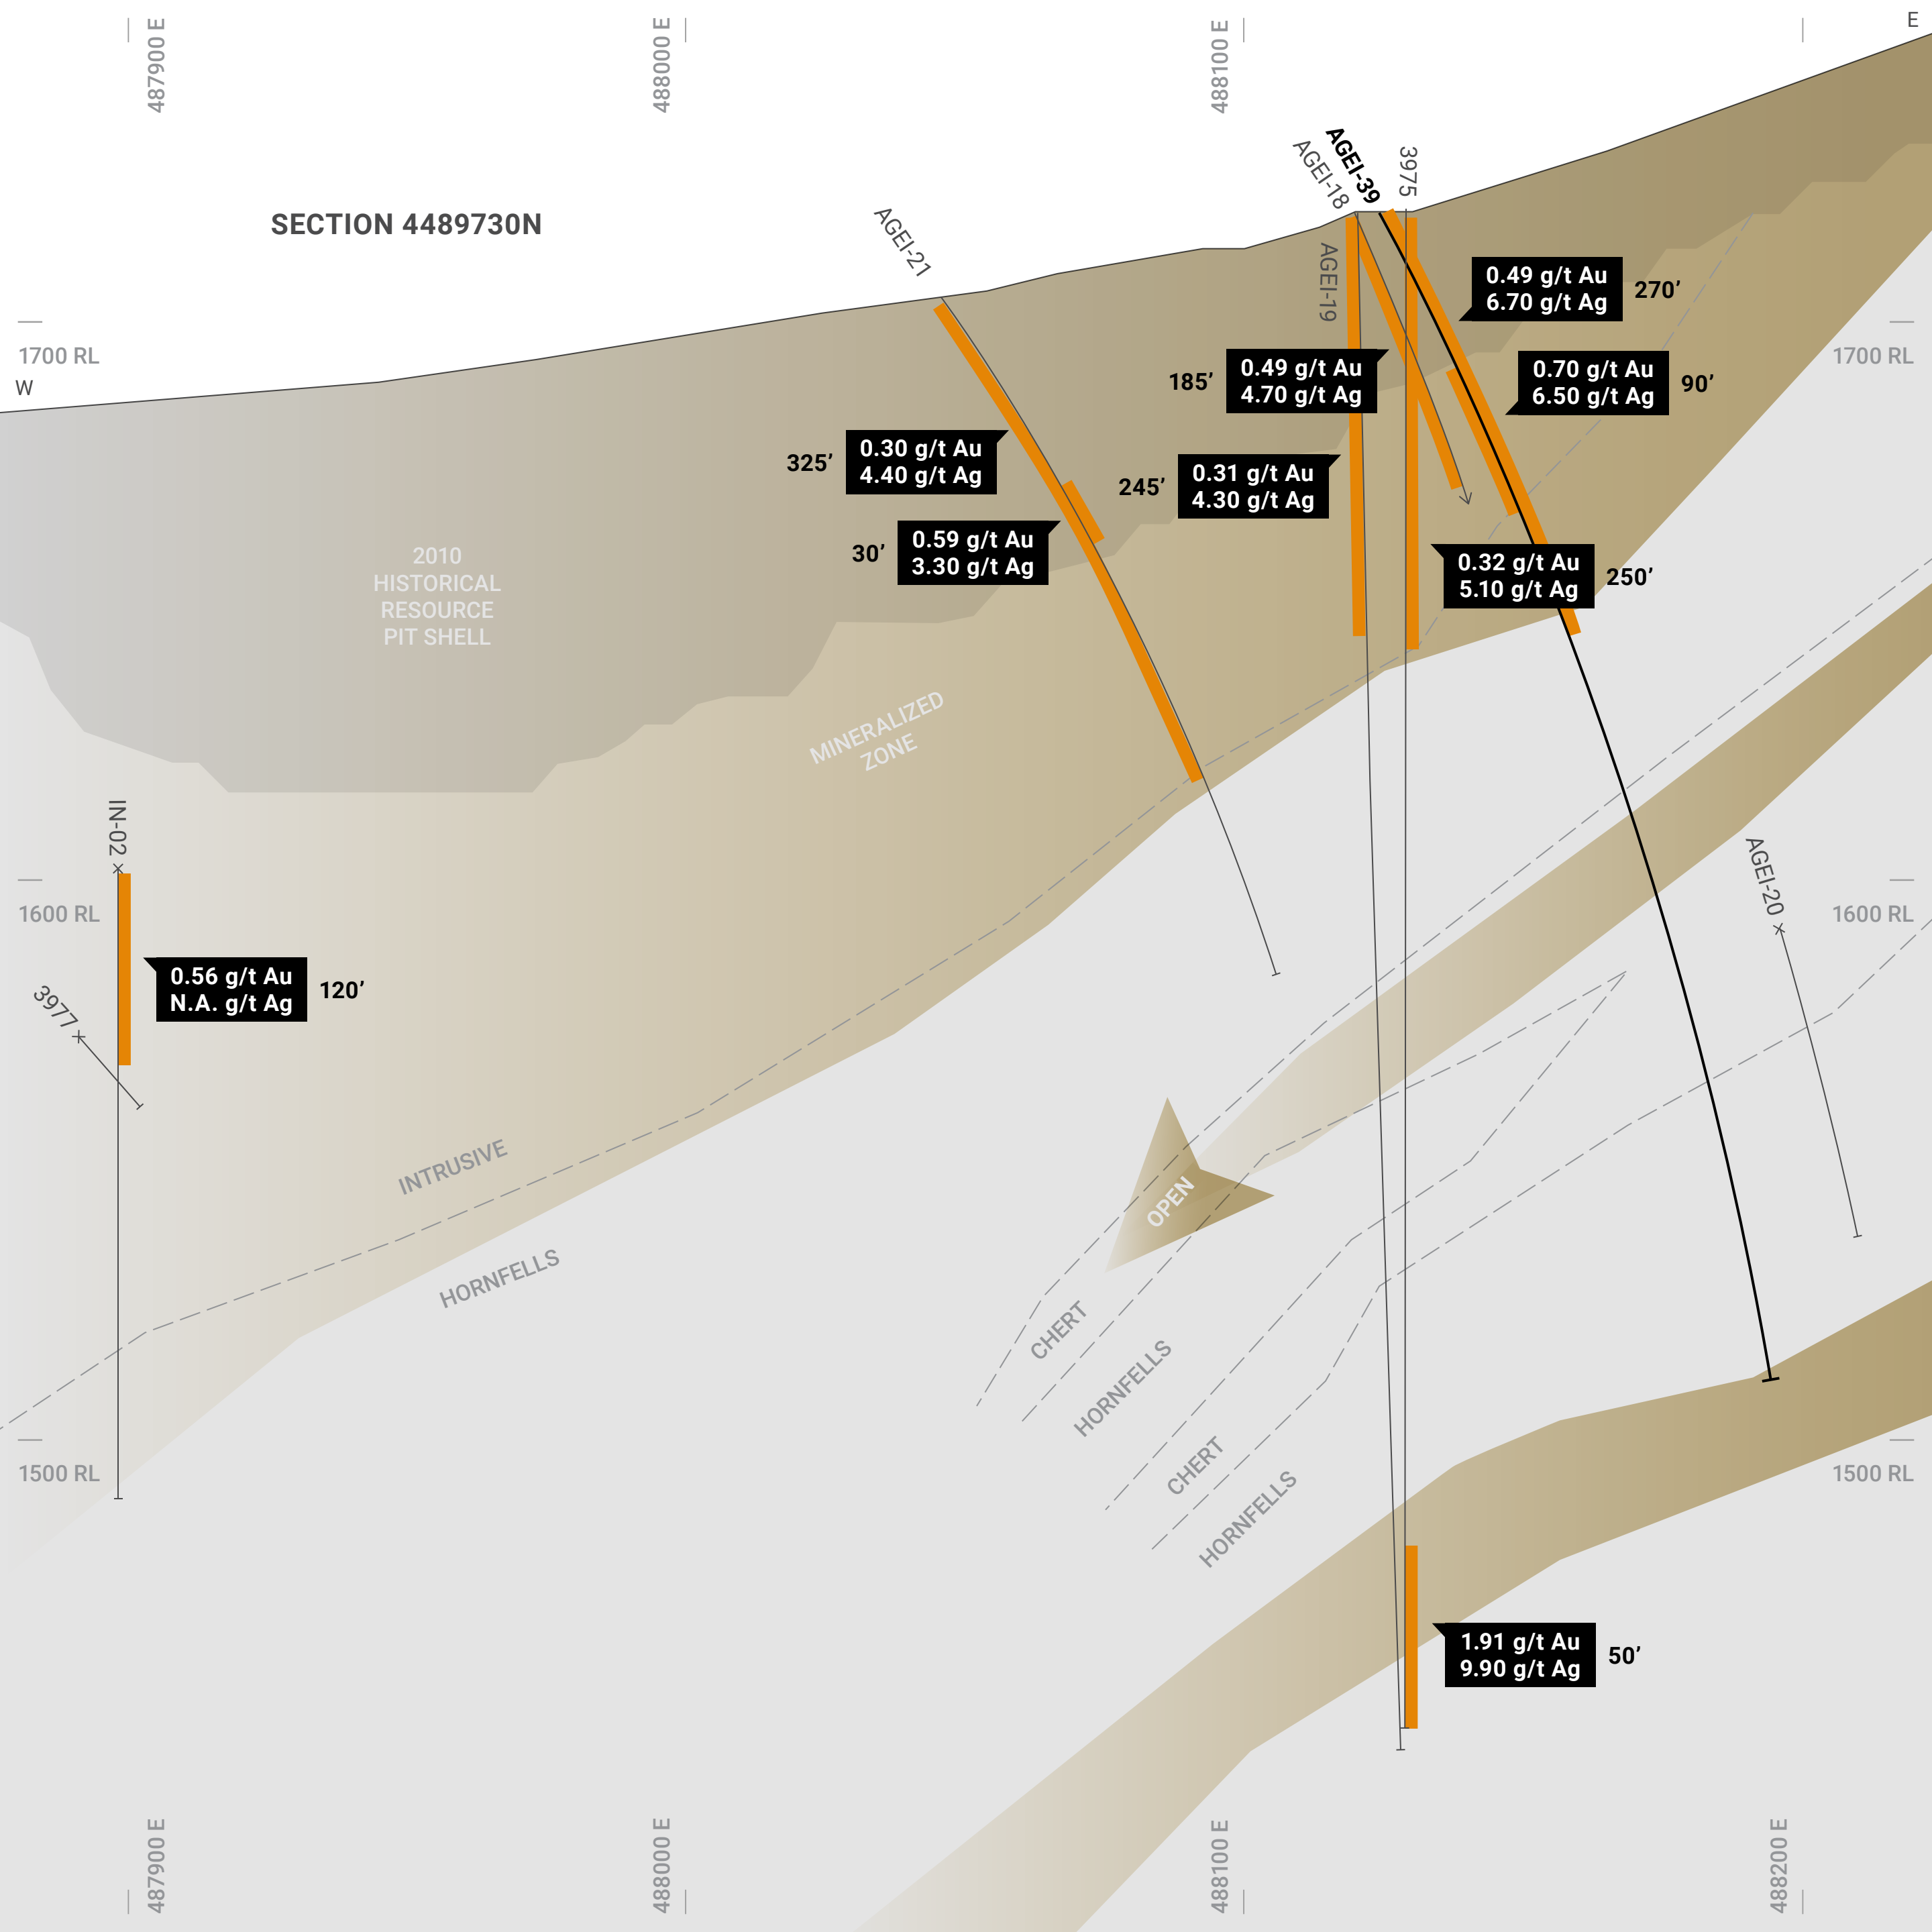 487900 E
488000 E
488100 E
E
SECTION 4489730N
AGEI-21
AGEI-18
AGEI-39
3975
AGEI-19
1700 RL
W
1700 RL
0.49 g/t Au
6.70 g/t Ag
270’
185’
0.49 g/t Au
4.70 g/t Ag
0.70 g/t Au
6.50 g/t Ag
90’
325’
0.30 g/t Au
4.40 g/t Ag
245’
0.31 g/t Au
4.30 g/t Ag
30’
0.59 g/t Au
3.30 g/t Ag
0.32 g/t Au
5.10 g/t Ag
250’
2010
HISTORICAL
RESOURCE
PIT SHELL
MINERALIZED
ZONE
IN-02
1600 RL
AGEI-20
1600 RL
3977
0.56 g/t Au
N.A. g/t Ag
120’
INTRUSIVE
HORNFELLS
OPEN
CHERT
HORNFELLS
CHERT
HORNFELLS
1500 RL
1500 RL
1.91 g/t Au
9.90 g/t Ag
50’
487900 E
488000 E
488100 E
488200 E